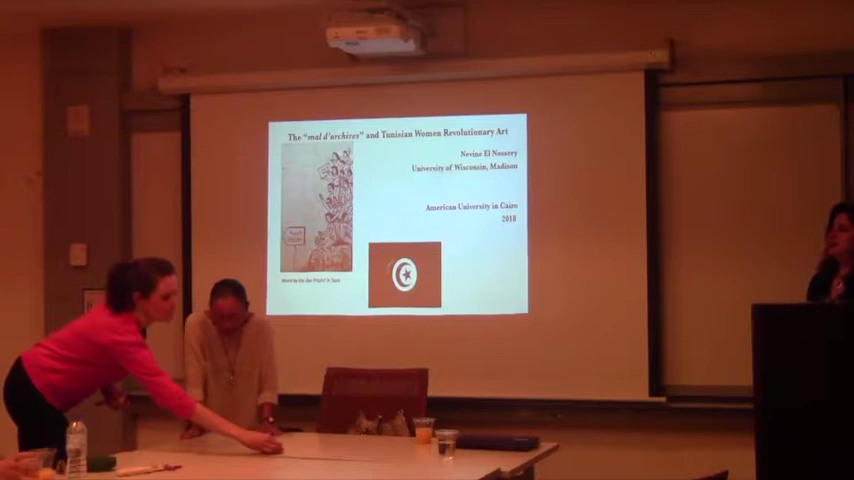 The "mal d'archives" and Tunisian Women Revolutionary Art
Nevine El Nossery
University of Wisconsin, Madison
American University in Cairo
2018